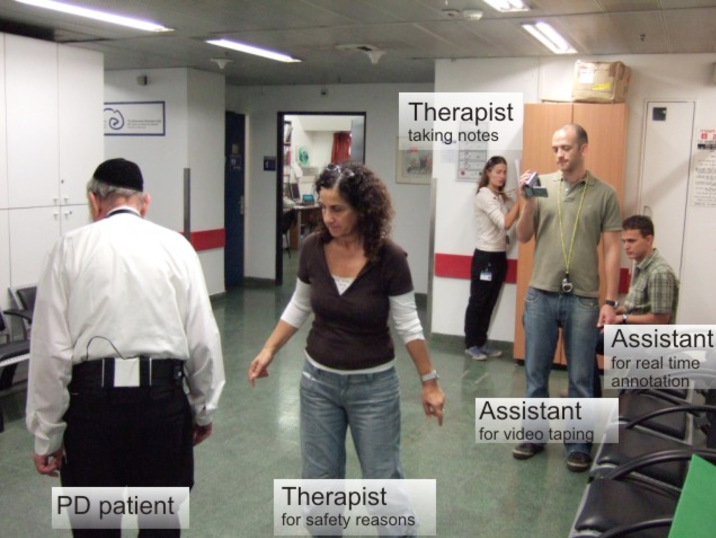 Therapist
taking notes
Assistant
for real time
annotation
Assistant
for video taping
Therapist
for safety reasons
PD patient